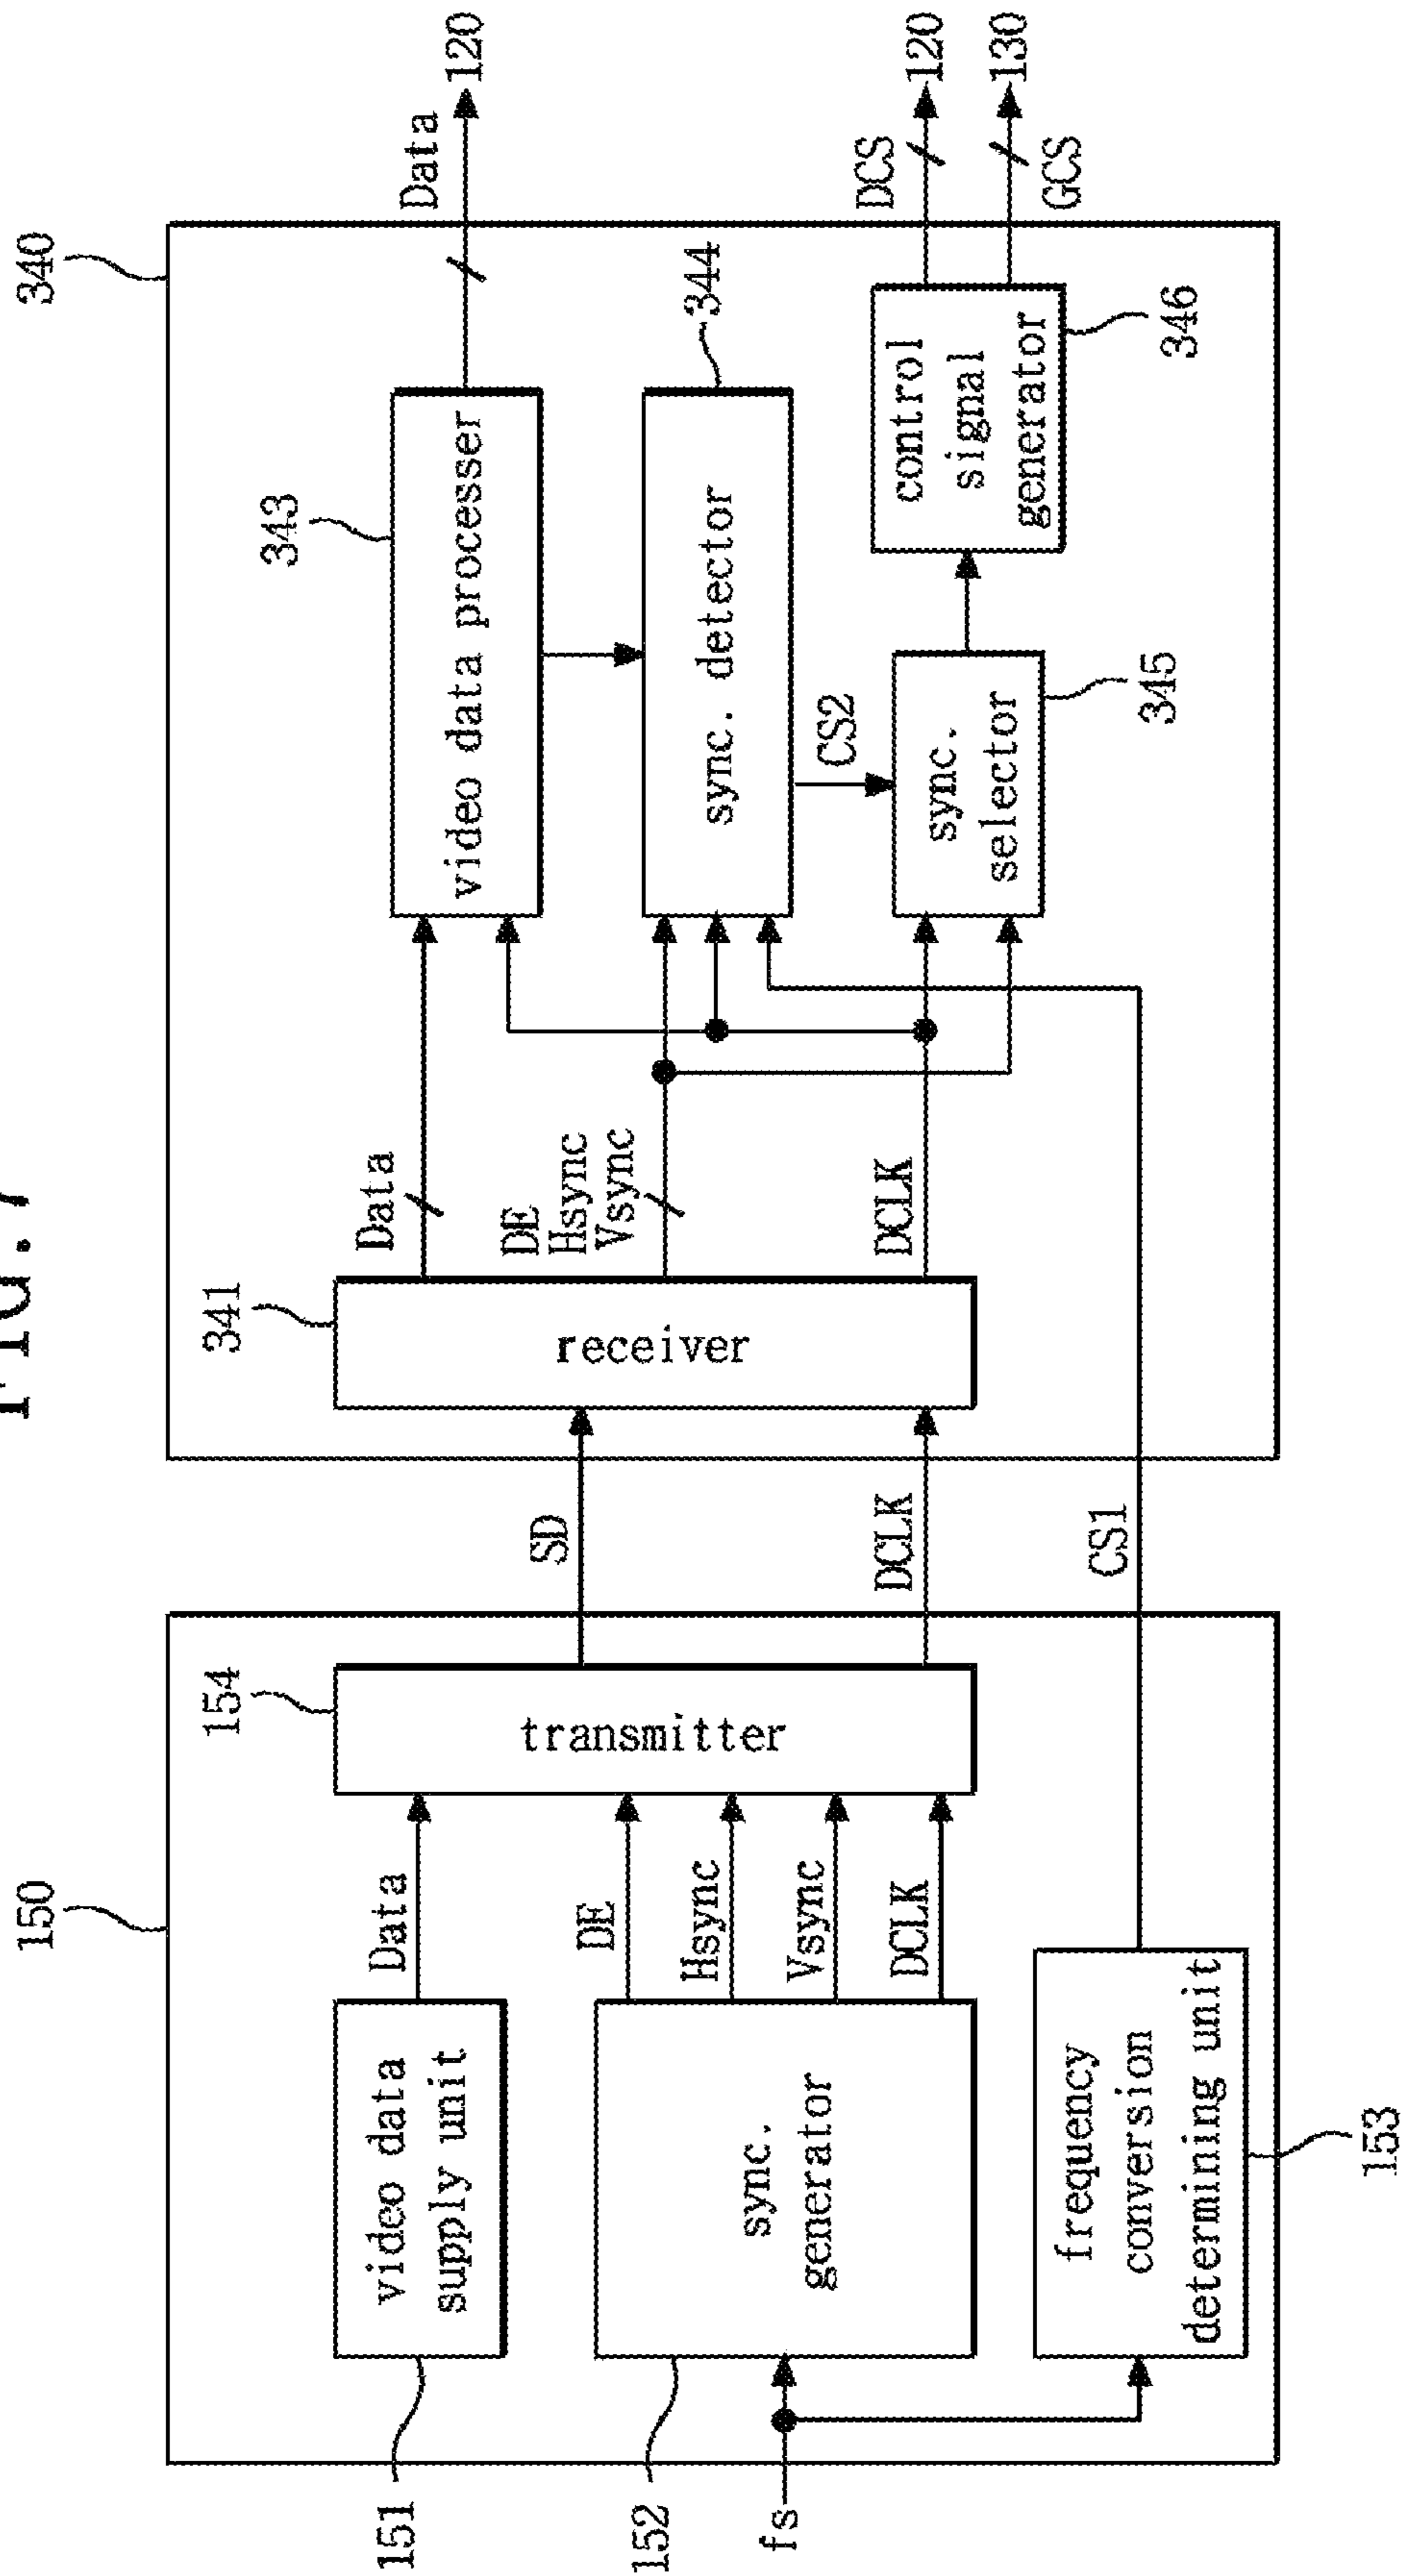 FIG. 7
150
340
151
video data
supply unit
Data
152
sync.
generator
fs
DE
Hsync
Vsync
DCLK
frequency
conversion
determining unit
153
154
transmitter
SD
DCLK
CS1
341
receiver
Data
DE
Hsync
Vsync
DCLK
343
video data processer
Data
120
344
sync. detector
CS2
sync.
selector
345
control
signal
generator
346
DCS
120
GCS
130